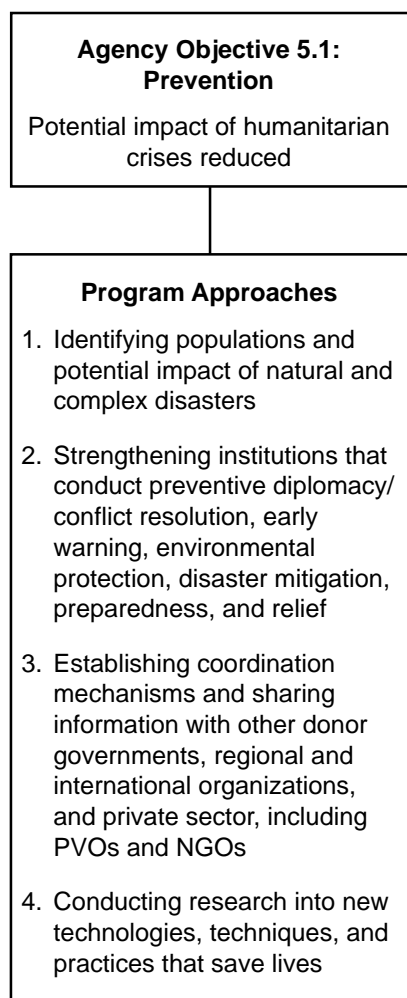 Agency Objective 5.1:
Prevention
Potential impact of humanitarian
crises reduced
Program Approaches
1. Identifying populations and
potential impact of natural and
complex disasters
2. Strengthening institutions that
conduct preventive diplomacy/
conflict resolution, early
warning, environmental
protection, disaster mitigation,
preparedness, and relief
3. Establishing coordination
mechanisms and sharing
information with other donor
governments, regional and
international organizations,
and private sector, including
PVOs and NGOs
4. Conducting research into new
technologies, techniques, and
practices that save lives